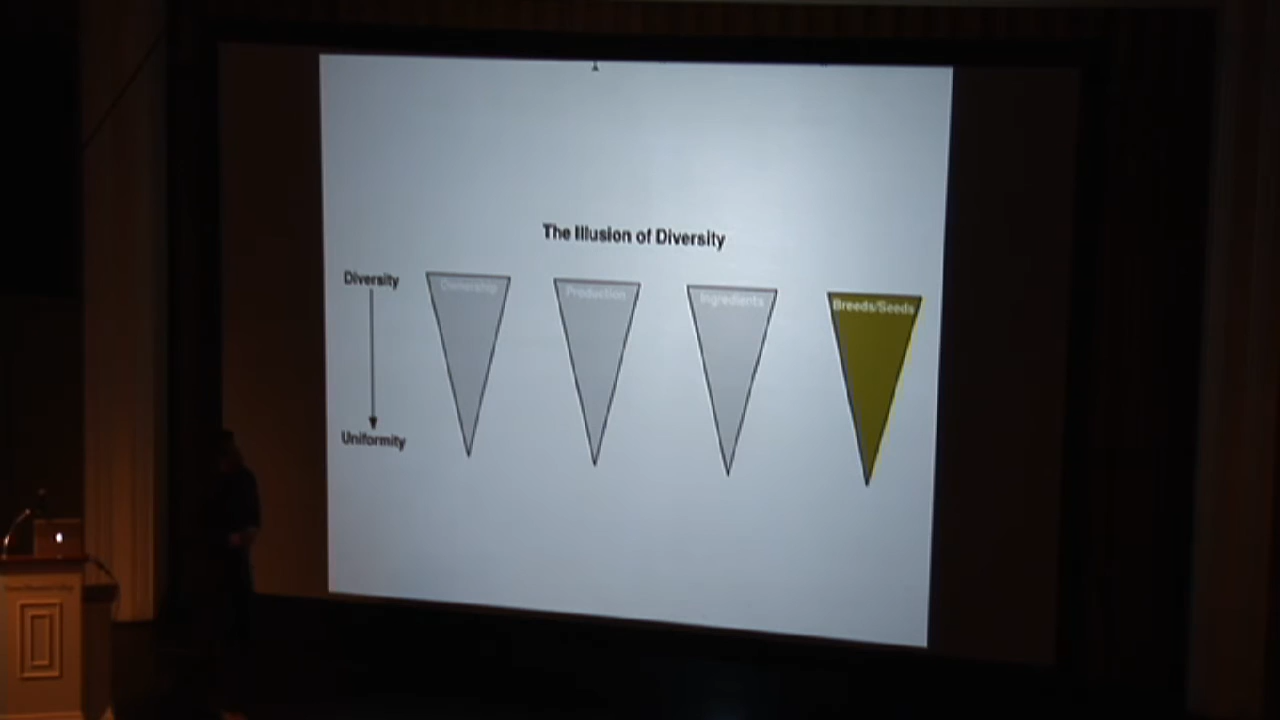 The Illusion of Diversity
Diversity
Ownership
Production
Ingredients
Breeds/Seeds
Uniformity